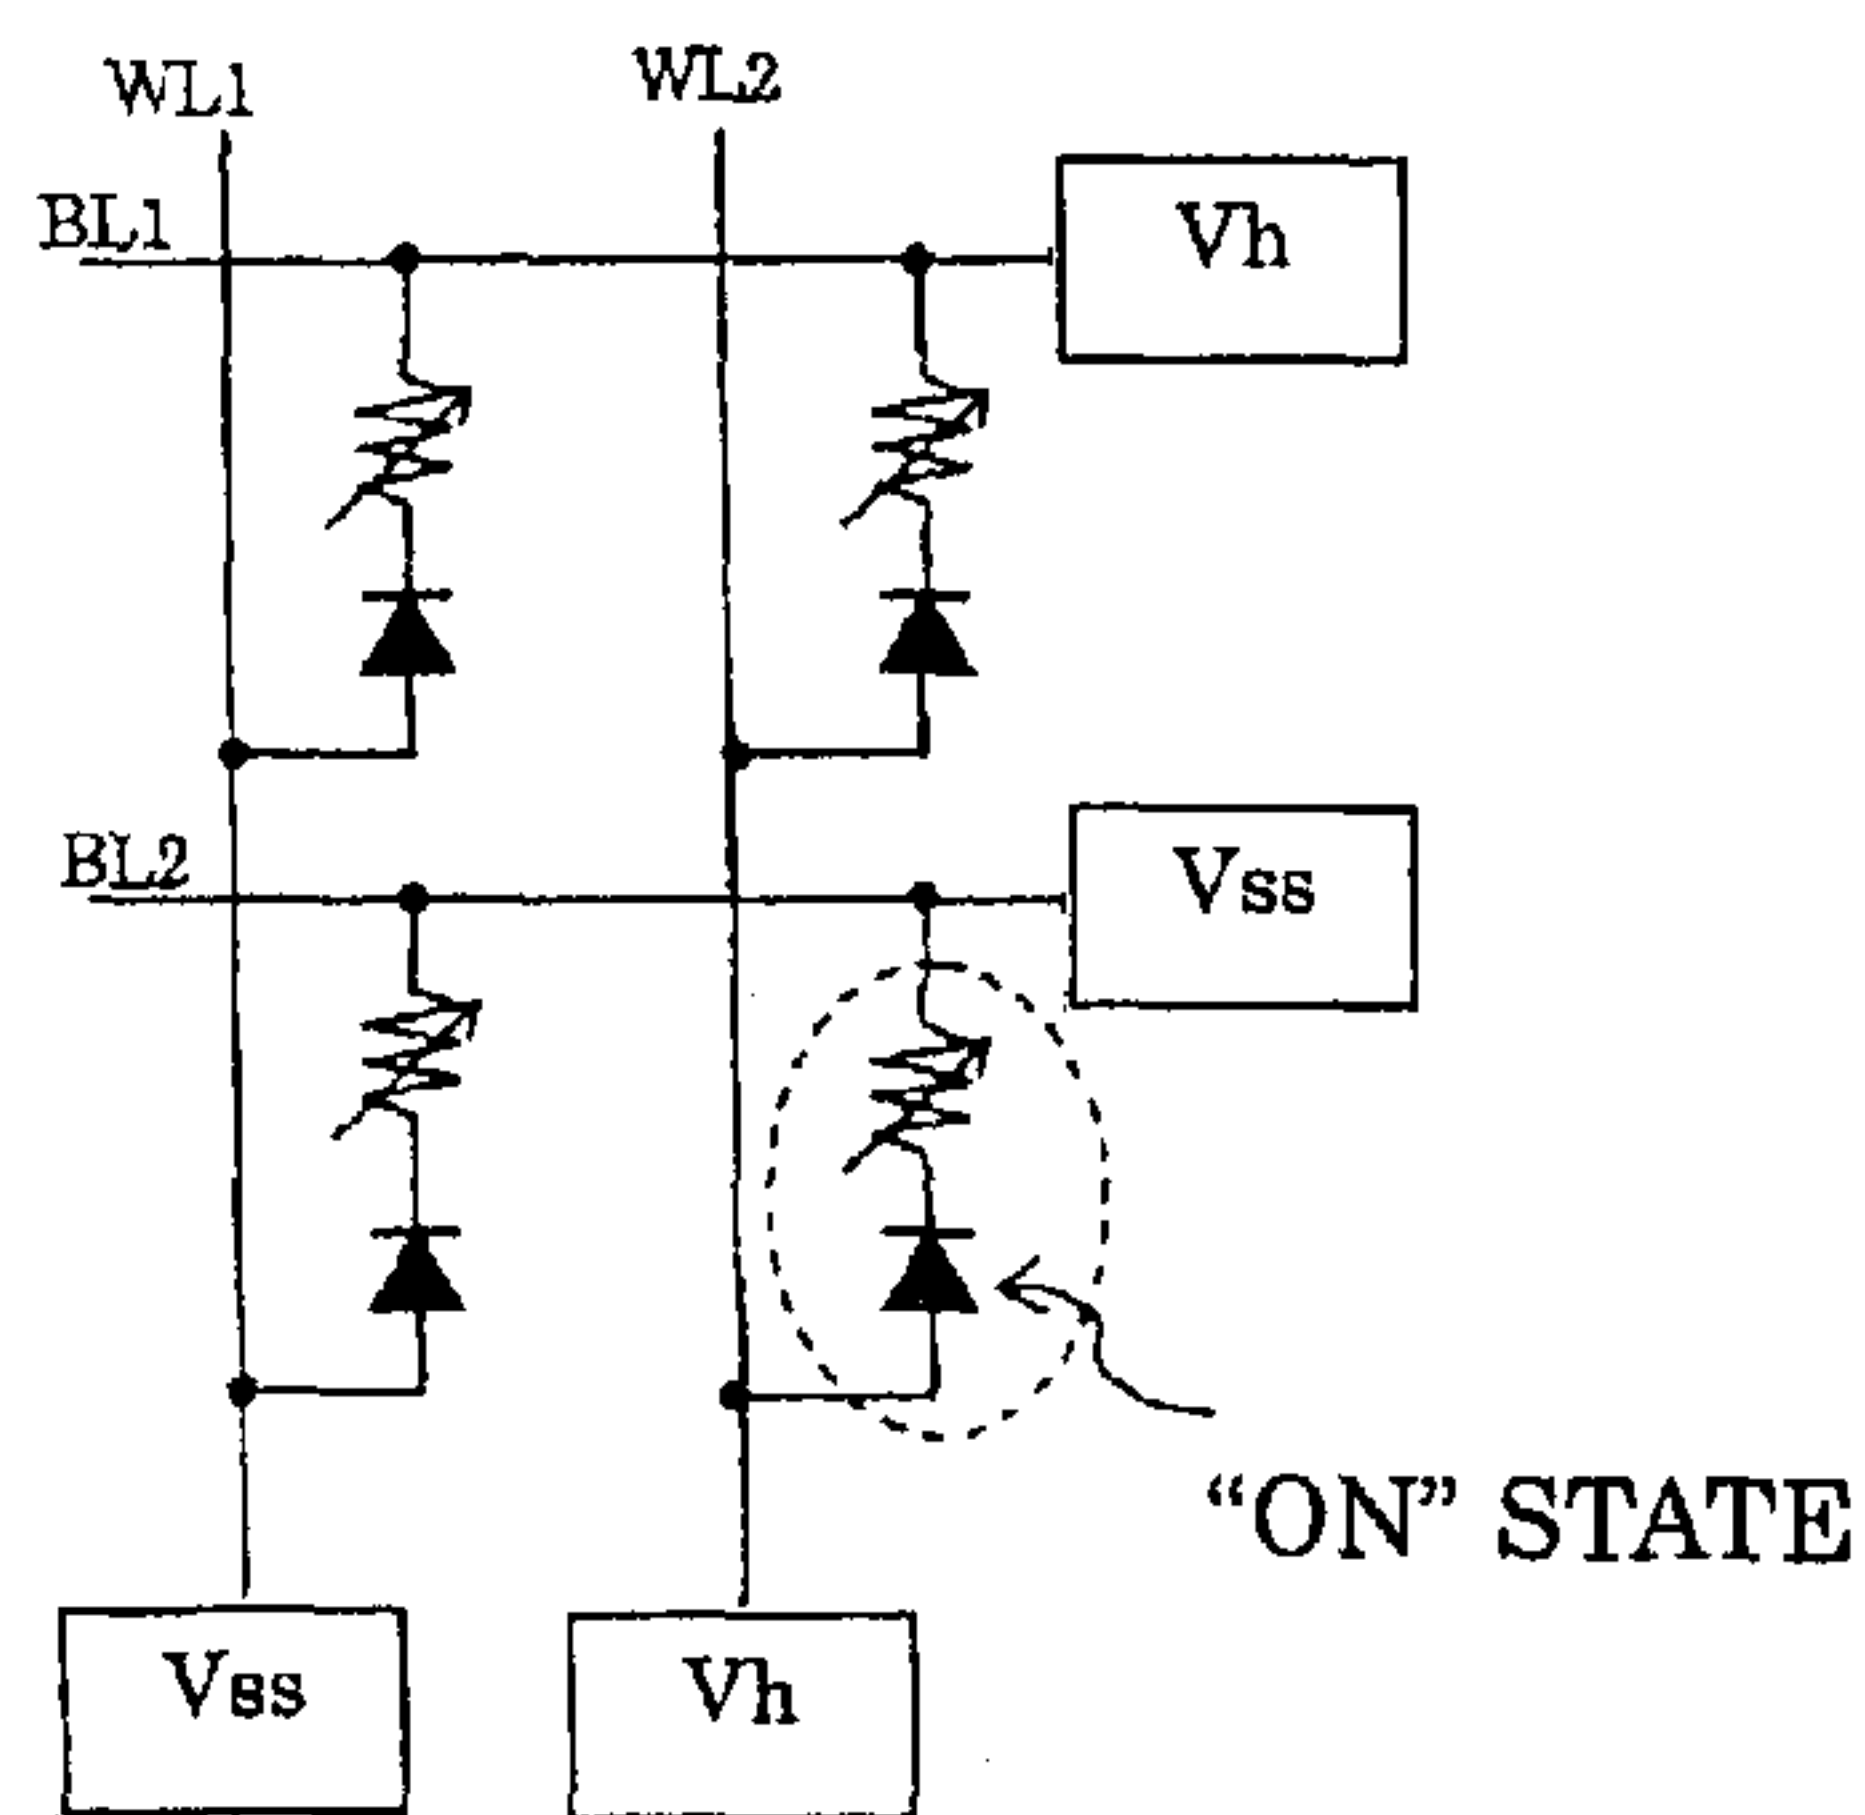 WL1
WL2
BL1
Vh
BL2
Vss
“ON” STATE
Vss
Vh